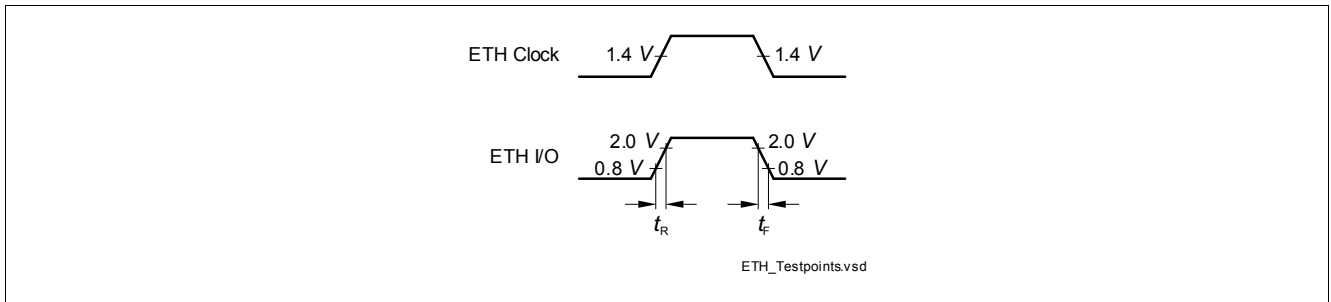 ETH Clock 1.4 V 1.4 V
2.0 V 2.0 V
ETH I/O
0.8 V 0.8 V
tR tF
ETH_Testpoints.vsd